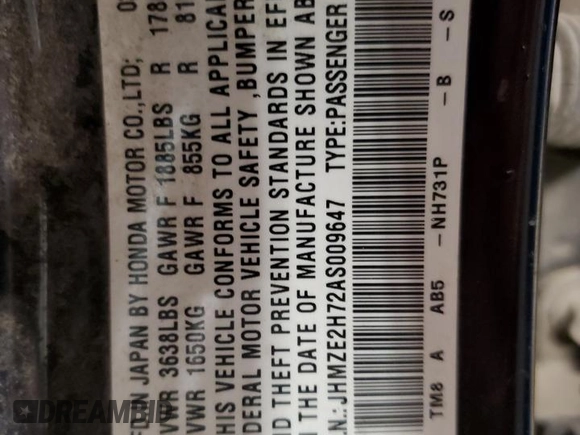 IN JAPAN BY HONDA MOTOR CO.,LTD;
VWR 3638LBS GAWR F 1885LBS R 178
VWR 1650KG GAWR F 855KG R 81
HIS VEHICLE CONFORMS TO ALL APPLICA
DERAL MOTOR VEHICLE SAFETY ,BUMPER
ND THEFT PREVENTION STANDARDS IN EF
N THE DATE OF MANUFACTURE SHOWN AB
N.:JHMZE2H72AS009647 TYPE:PASSENGER
TM8 A AB5 -NH731P -B -S
DREAMBID